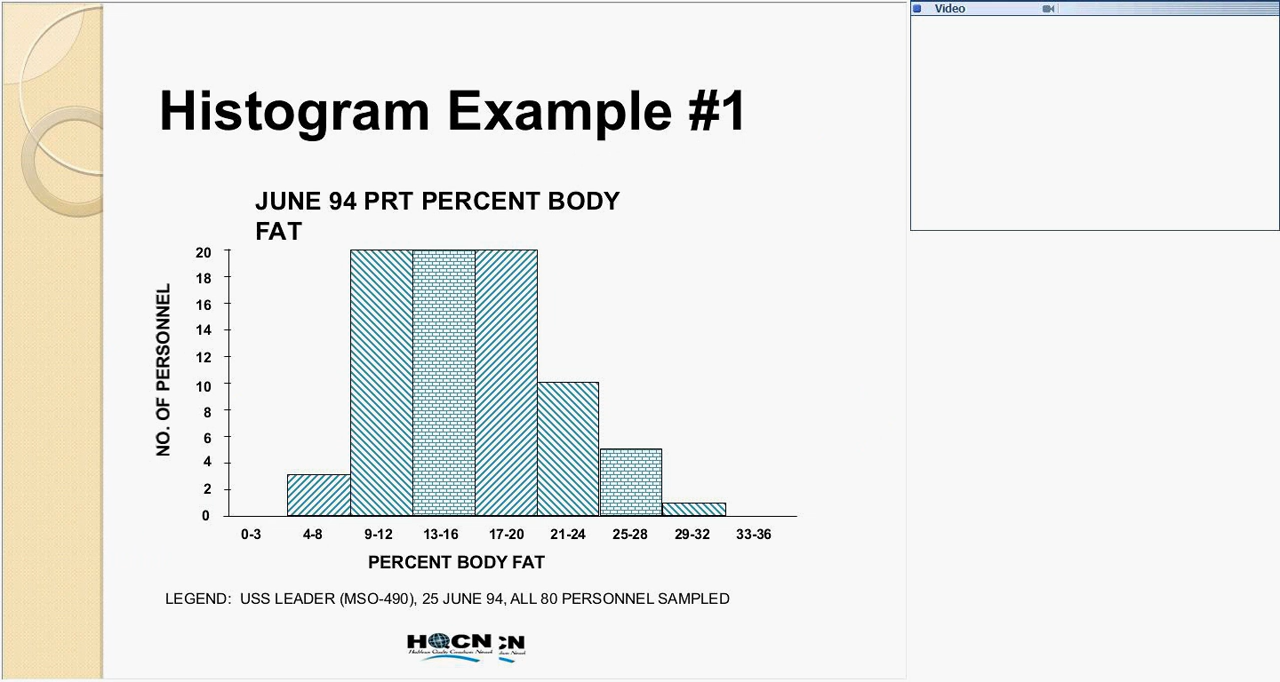 Video
Histogram Example #1
JUNE 94 PRT PERCENT BODY
FAT
20
18
16
14
12
10
8
6
4
2
0
NO. OF PERSONNEL
0-3 4-8 9-12 13-16 17-20 21-24 25-28 29-32 33-36
PERCENT BODY FAT
LEGEND: USS LEADER (MSO-490), 25 JUNE 94, ALL 80 PERSONNEL SAMPLED
HQCN CN